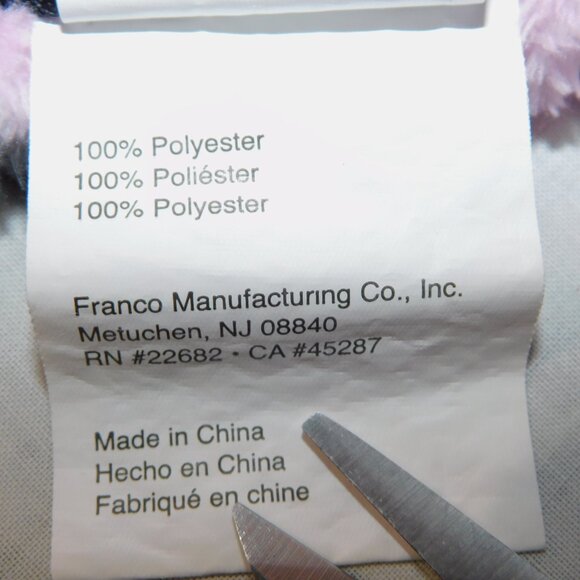 100% Polyester
100% Poliéster
100% Polyester
Franco Manufacturing Co., Inc.
Metuchen, NJ 08840
RN #22682 • CA #45287
Made in China
Hecho en China
Fabriqué en chine